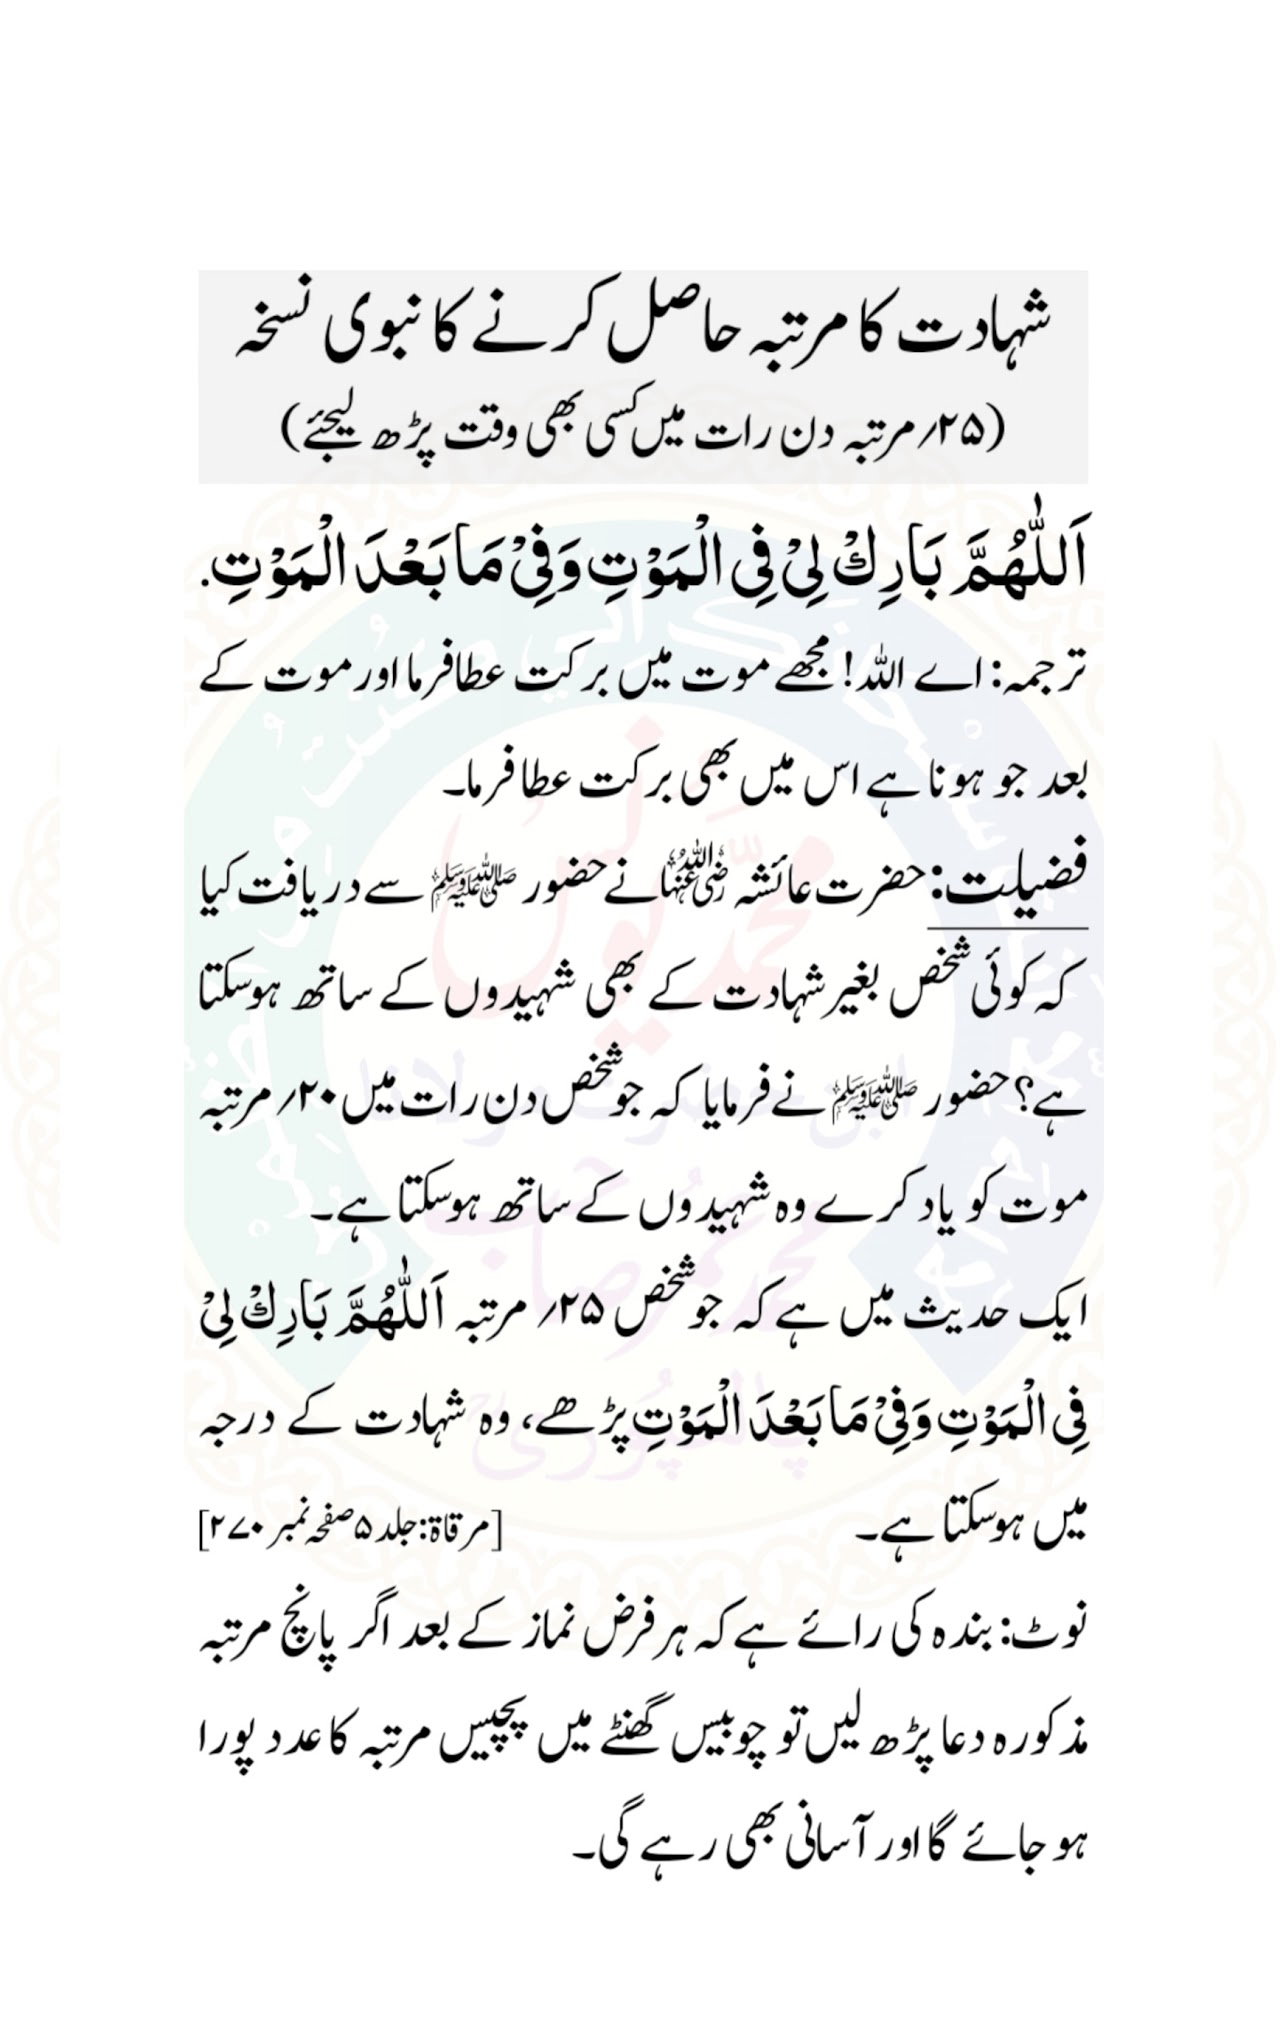 شہادت کا مرتبہ حاصل کرنے کا نبوی نسخہ
(۲۵؍مرتبہ دن رات میں کسی بھی وقت پڑھ لیجئے)
اَللّٰهُمَّ بَارِكْ لِيْ فِي الْمَوْتِ وَفِيْ مَا بَعْدَ الْمَوْتِ.
ترجمہ: اے اللہ! مجھے موت میں برکت عطا فرما اور موت کے
بعد جو ہونا ہے اس میں بھی برکت عطا فرما۔
فضیلت: حضرت عائشہ رضی اللہ عنہا نے حضور ﷺ سے دریافت کیا
کہ کوئی شخص بغیر شہادت کے بھی شہیدوں کے ساتھ ہوسکتا
ہے؟ حضور ﷺ نے فرمایا کہ جو شخص دن رات میں ۲۰؍ مرتبہ
موت کو یاد کرے وہ شہیدوں کے ساتھ ہوسکتا ہے۔
ایک حدیث میں ہے کہ جو شخص ۲۵؍ مرتبہ اَللّٰهُمَّ بَارِكْ لِيْ
فِي الْمَوْتِ وَفِيْ مَا بَعْدَ الْمَوْتِ پڑھے، وہ شہادت کے درجہ
میں ہوسکتا ہے۔ [مرقاۃ: جلد ۵ صفحہ نمبر ۲۷۰]
نوٹ: بندہ کی رائے ہے کہ ہر فرض نماز کے بعد اگر پانچ مرتبہ
مذکورہ دعا پڑھ لیں تو چوبیس گھنٹے میں پچیس مرتبہ کا عدد پورا
ہو جائے گا اور آسانی بھی رہے گی۔